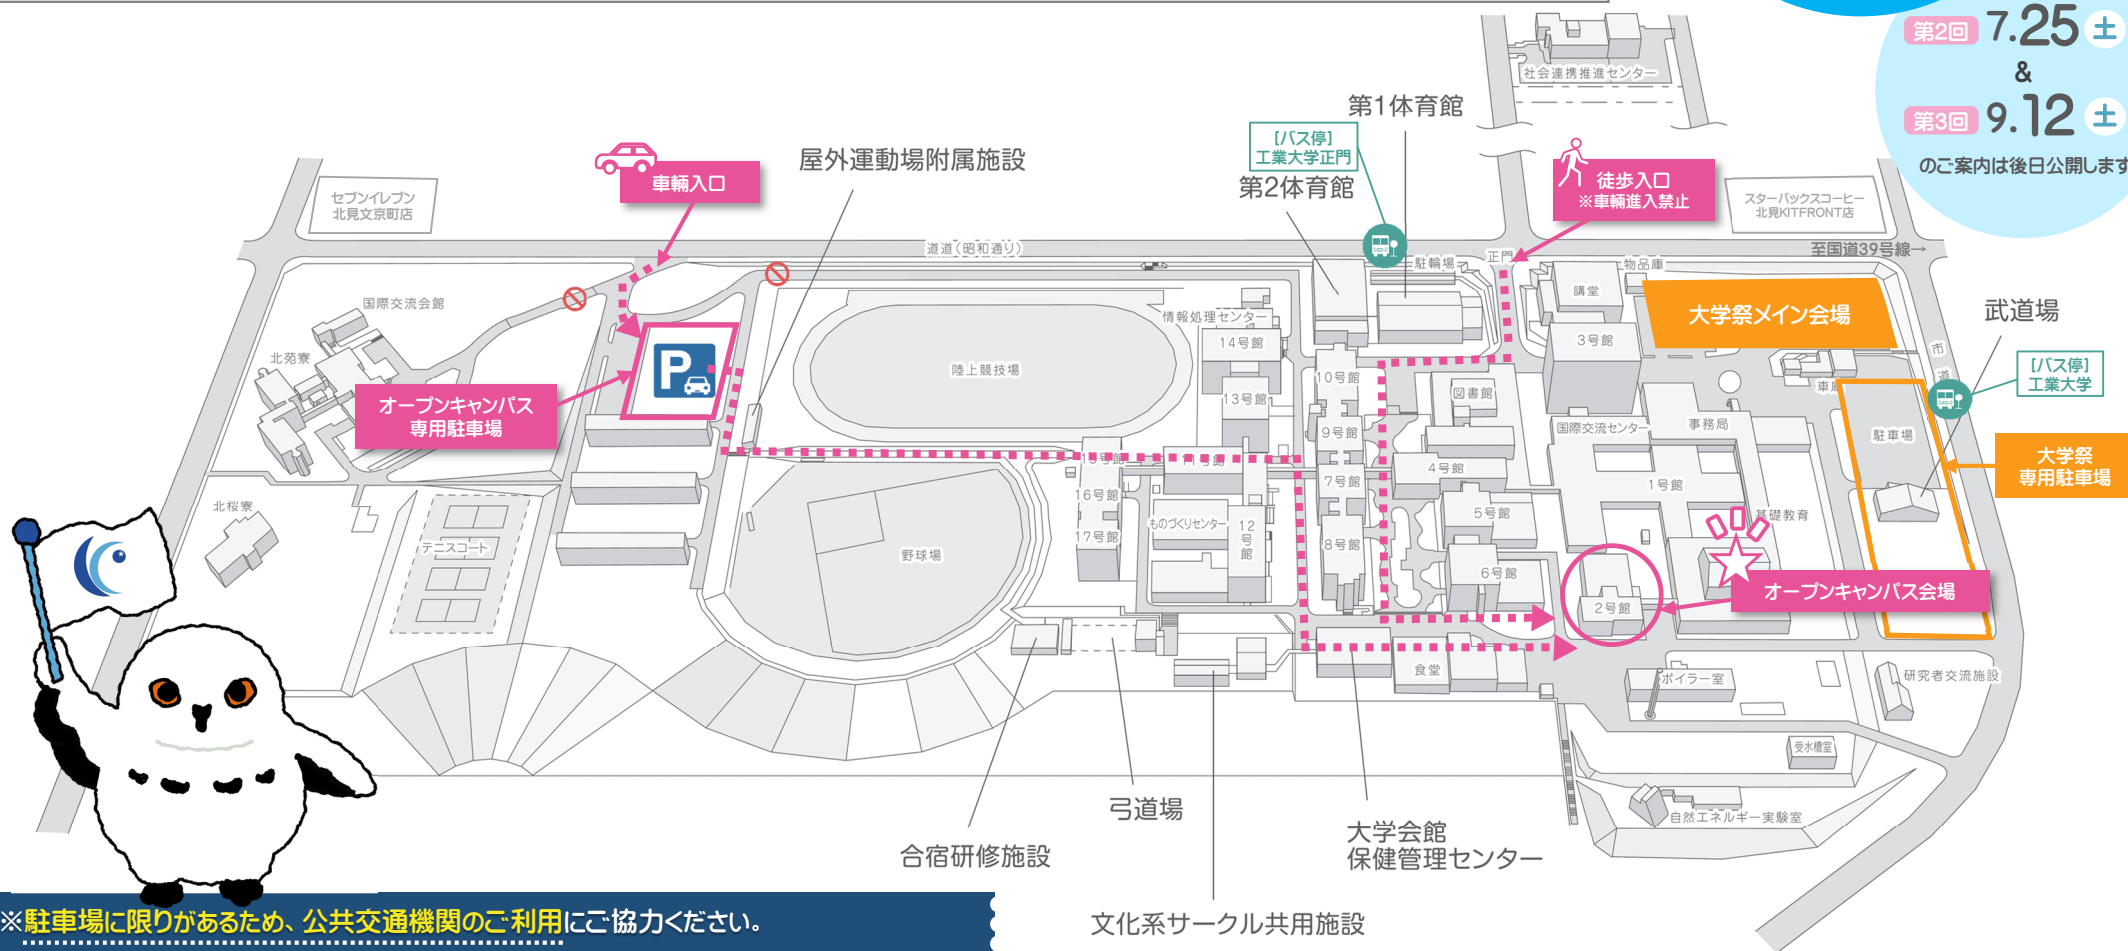 第2回 7.25 土
&
第3回 9.12 土
のご案内は後日公開します
社会連携推進センター
第1体育館
[バス停]
工業大学正門
第2体育館
屋外運動場附属施設
車輌入口
徒歩入口
※車輌進入禁止
セブンイレブン
北見文京町店
スターバックスコーヒー
北見KITFRONT店
道道(昭和通り)
至国道39号線→
正門
駐輪場
物品庫
講堂
大学祭メイン会場
武道場
国際交流会館
情報処理センター
14号館
3号館
市
道
[バス停]
工業大学
北苑寮
P
陸上競技場
10号館
図書館
車庫
オープンキャンパス
専用駐車場
13号館
9号館
国際交流センター
事務局
駐車場
大学祭
専用駐車場
15号館
11号館
4号館
7号館
1号館
16号館
5号館
基礎教育
北桜寮
テニスコート
ものづくりセンター
12号館
17号館
8号館
野球場
6号館
オープンキャンパス会場
2号館
食堂
ボイラー室
研究者交流施設
受水槽室
自然エネルギー実験室
弓道場
合宿研修施設
大学会館
保健管理センター
文化系サークル共用施設
※駐車場に限りがあるため、公共交通機関のご利用にご協力ください。